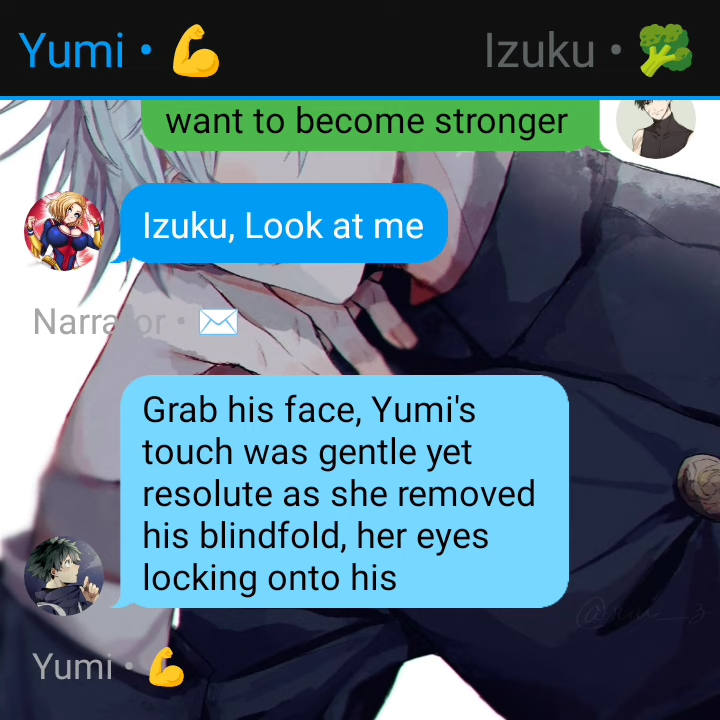 Yumi • 💪
Izuku • 🥦
want to become stronger
Izuku, Look at me
Narrator • ✉️
Grab his face, Yumi's
touch was gentle yet
resolute as she removed
his blindfold, her eyes
locking onto his
Yumi • 💪